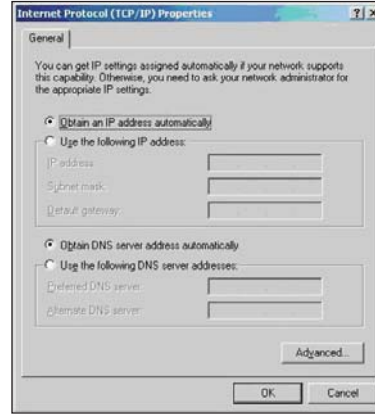 Internet Protocol (TCP/IP) Properties
? x
General
You can get IP settings assigned automatically if your network supports
this capability. Otherwise, you need to ask your network administrator for
the appropriate IP settings.
Obtain an IP address automatically
Use the following IP address:
IP address:
Subnet mask:
Default gateway:
Obtain DNS server address automatically
Use the following DNS server addresses:
Preferred DNS server:
Alternate DNS server:
Advanced...
OK Cancel